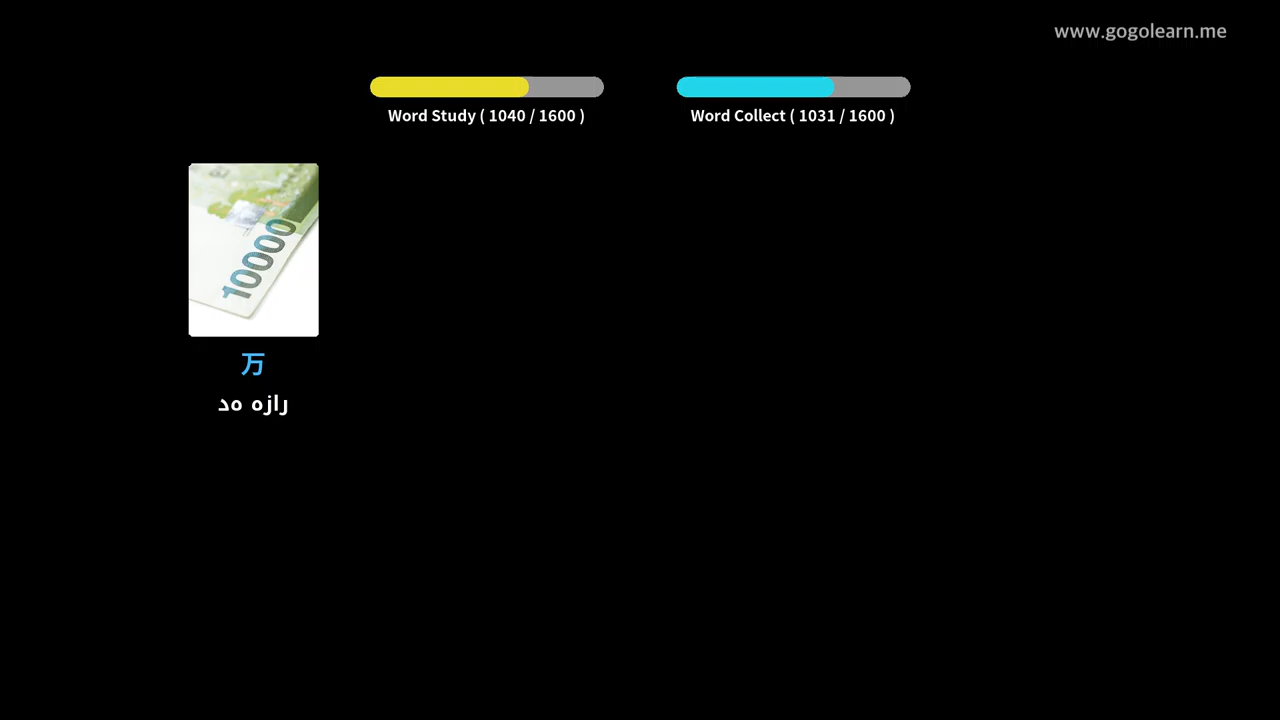 www.gogolearn.me
Word Study ( 1040 / 1600 )
Word Collect ( 1031 / 1600 )
10000
万
رازه هد